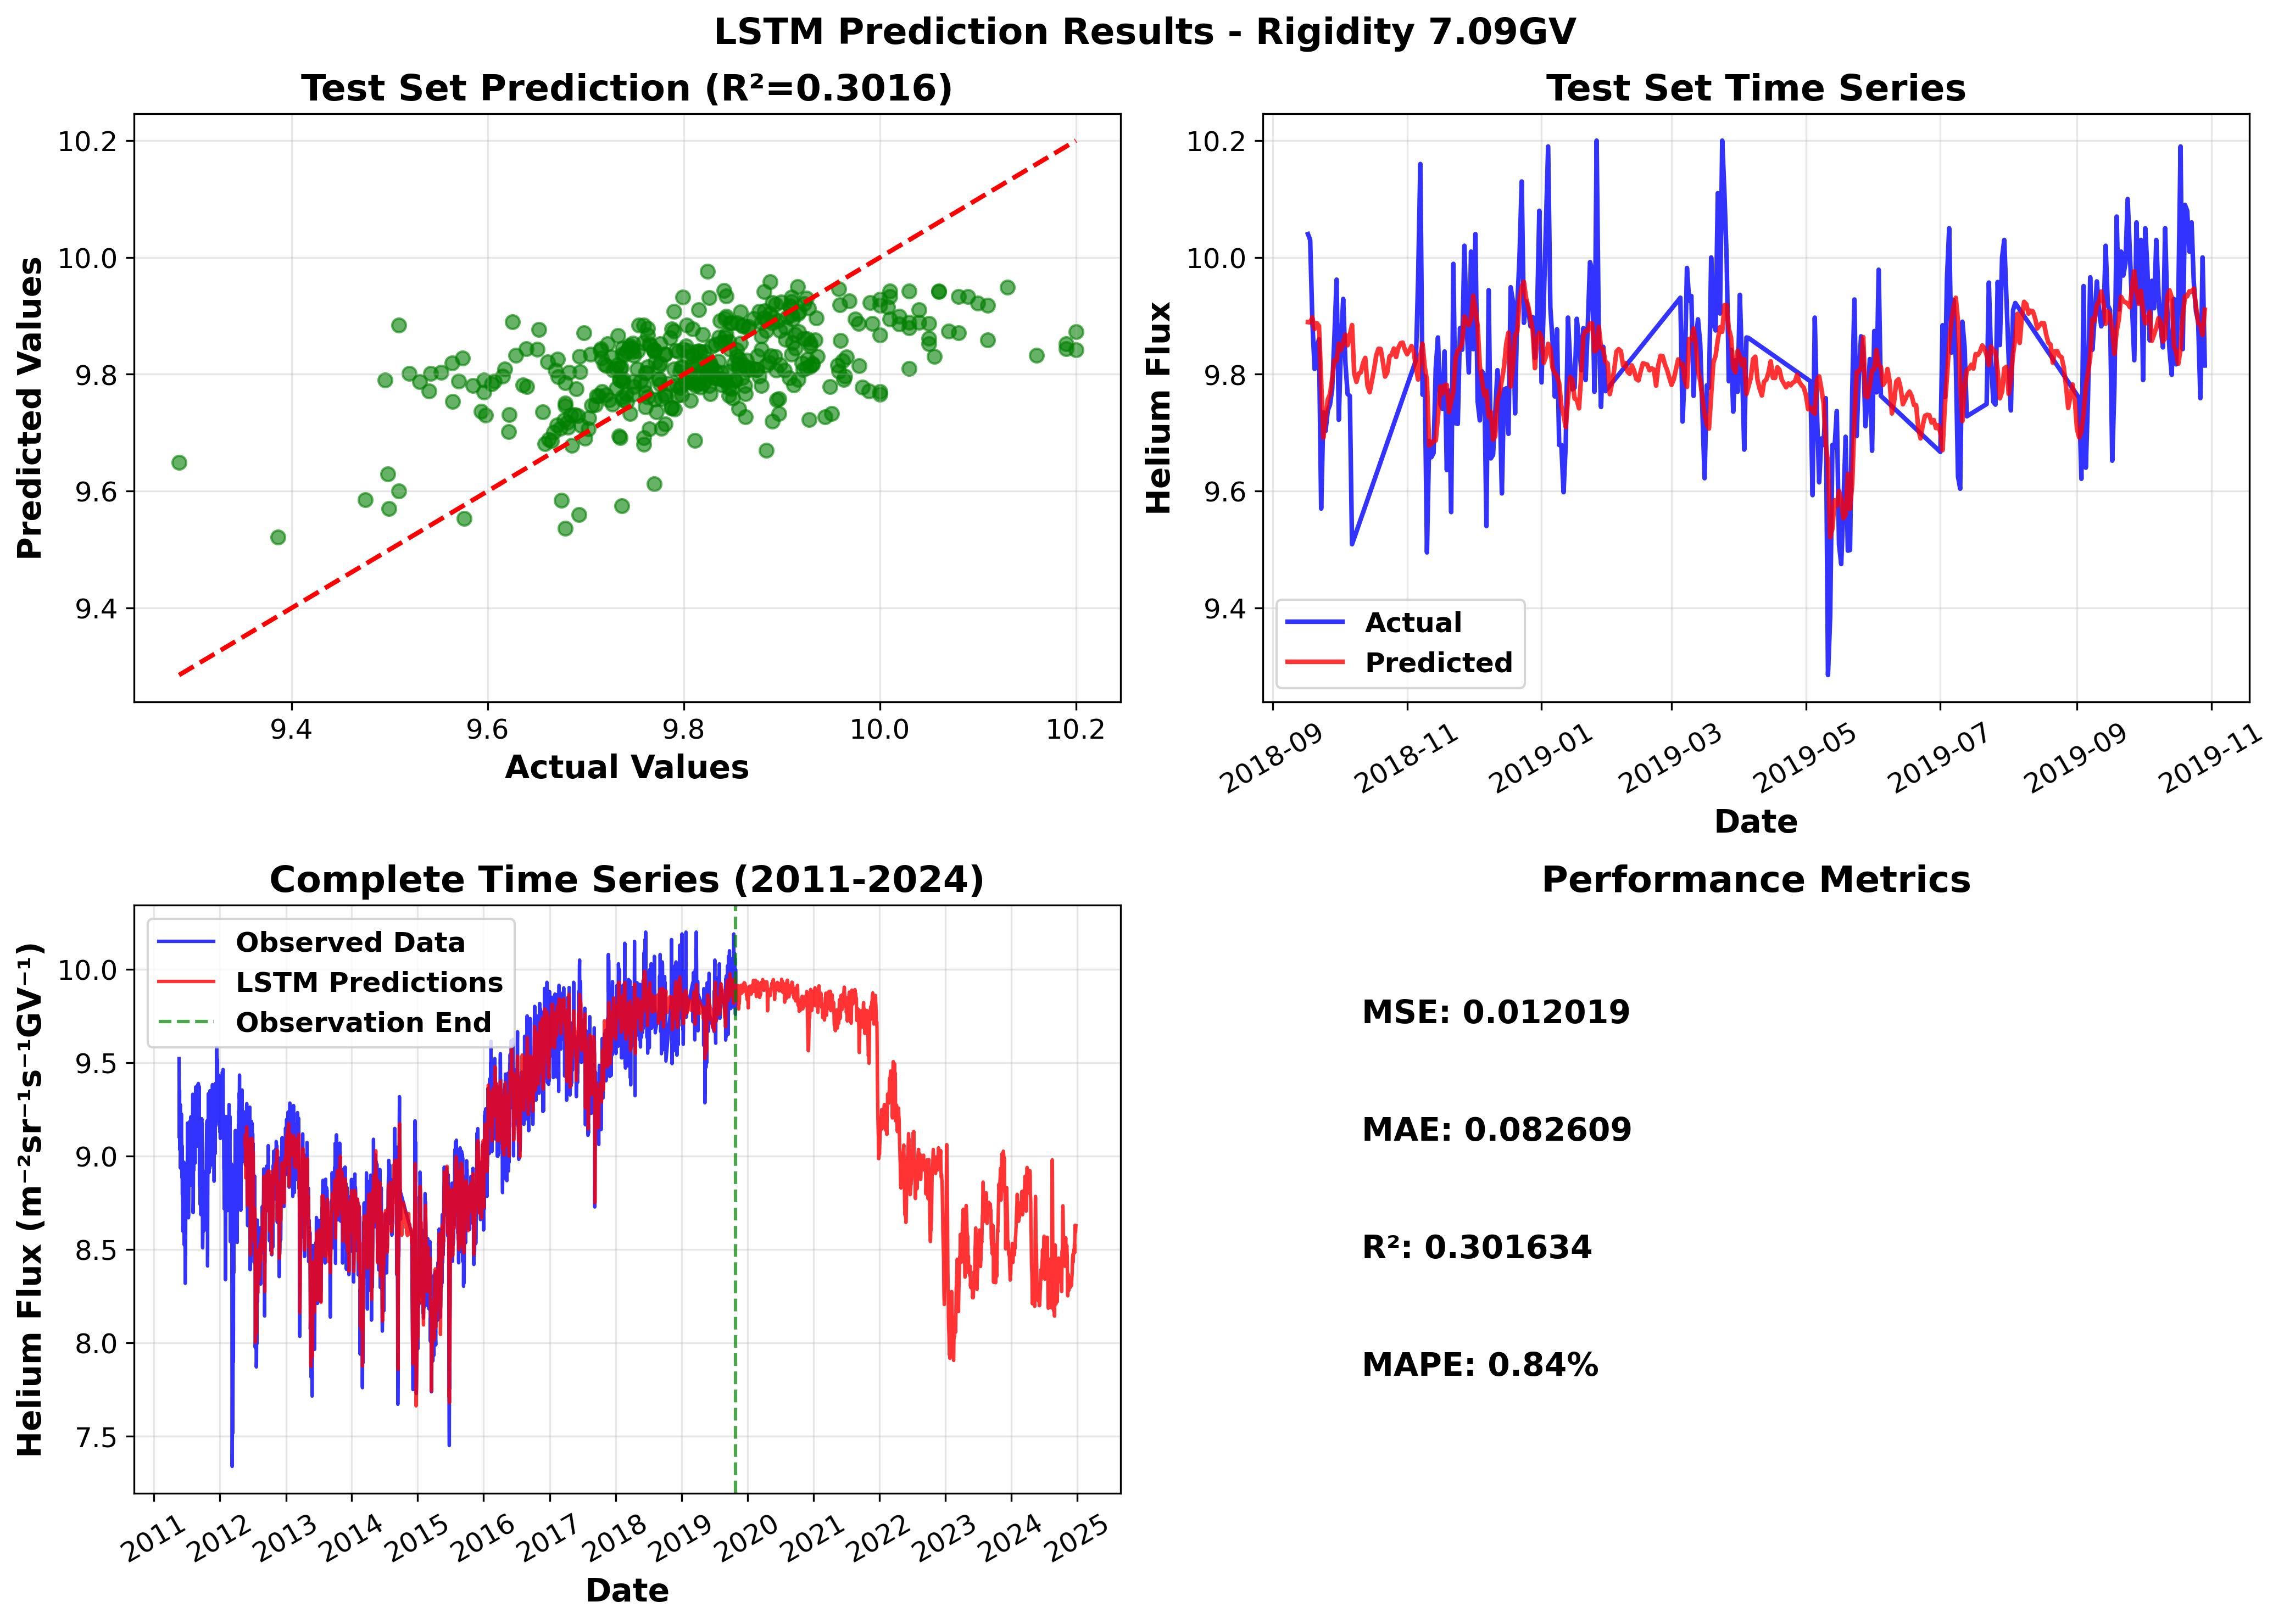 LSTM Prediction Results - Rigidity 7.09GV
Test Set Prediction (R²=0.3016)
10.2
10.0
9.8
9.6
9.4
Predicted Values
9.4 9.6 9.8 10.0 10.2
Actual Values
Test Set Time Series
10.2
10.0
9.8
9.6
9.4
Helium Flux
Actual
Predicted
2018-09 2018-11 2019-01 2019-03 2019-05 2019-07 2019-09 2019-11
Date
Complete Time Series (2011-2024)
Observed Data
LSTM Predictions
Observation End
10.0
9.5
9.0
8.5
8.0
7.5
Helium Flux (m⁻²sr⁻¹s⁻¹GV⁻¹)
2011 2012 2013 2014 2015 2016 2017 2018 2019 2020 2021 2022 2023 2024 2025
Date
Performance Metrics
MSE: 0.012019
MAE: 0.082609
R²: 0.301634
MAPE: 0.84%